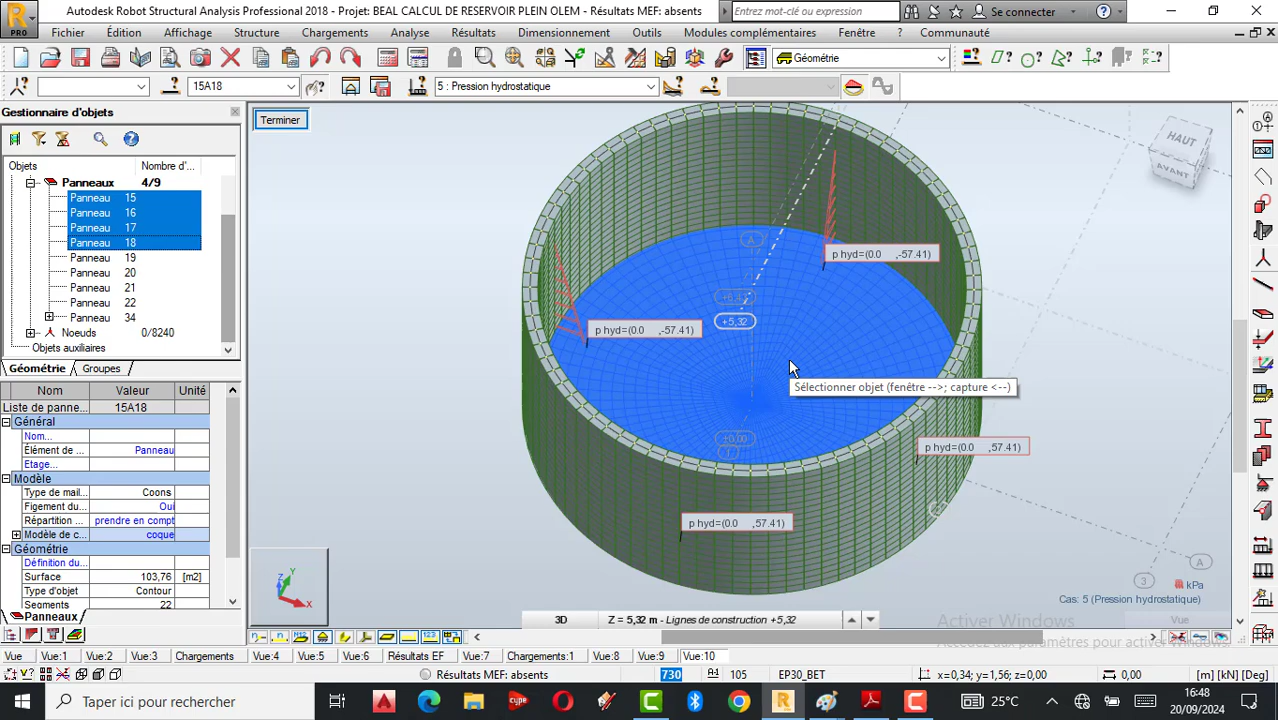 Autodesk Robot Structural Analysis Professional 2018 - Projet: BEAL CALCUL DE RESERVOIR PLEIN OLEM - Résultats MEF: absents
Entrez mot-clé ou expression
Se connecter
PRO
Fichier Édition Affichage Structure Chargements Analyse Résultats Dimensionnement Outils Modules complémentaires Fenêtre ? Communauté
Géométrie
15A18
5 : Pression hydrostatique
Gestionnaire d'objets
Terminer
Objets Nombre d'...
Panneaux 4/9
Panneau 15
Panneau 16
Panneau 17
Panneau 18
Panneau 19
Panneau 20
Panneau 21
Panneau 22
Panneau 34
Noeuds 0/8240
Objets auxiliaires
Géométrie Groupes
Nom Valeur Unité
Liste de panne... 15A18
Général
Nom...
Élément de ... Panneau
Etage...
Modèle
Type de mail... Coons
Figement du... Oui
Répartition ... prendre en compt
Modèle de c... coque
Géométrie
Définition du...
Surface 103,76 [m2]
Type d'objet Contour
Segments 22
Panneaux
HAUT
AVANT
p hyd=(0.0 ,-57.41)
p hyd=(0.0 ,-57.41)
p hyd=(0.0 ,57.41)
p hyd=(0.0 ,57.41)
A
+5,32
+0,00
1
Sélectionner objet (fenêtre -->; capture <--)
A
3
kPa
Cas: 5 (Pression hydrostatique)
Z
Y
X
3D Z = 5,32 m - Lignes de construction +5,32
Activer Windows
Accédez aux paramètres pour activer Windows.
Vue
Vue Vue:1 Vue:2 Vue:3 Chargements Vue:4 Vue:5 Vue:6 Résultats EF Vue:7 Chargements:1 Vue:8 Vue:9 Vue:10
Résultats MEF: absents 730 105 EP30_BET x=0,34; y=1,56; z=0,00 0,00 [m] [kN] [Deg]
Taper ici pour rechercher
25°C
16:48
20/09/2024